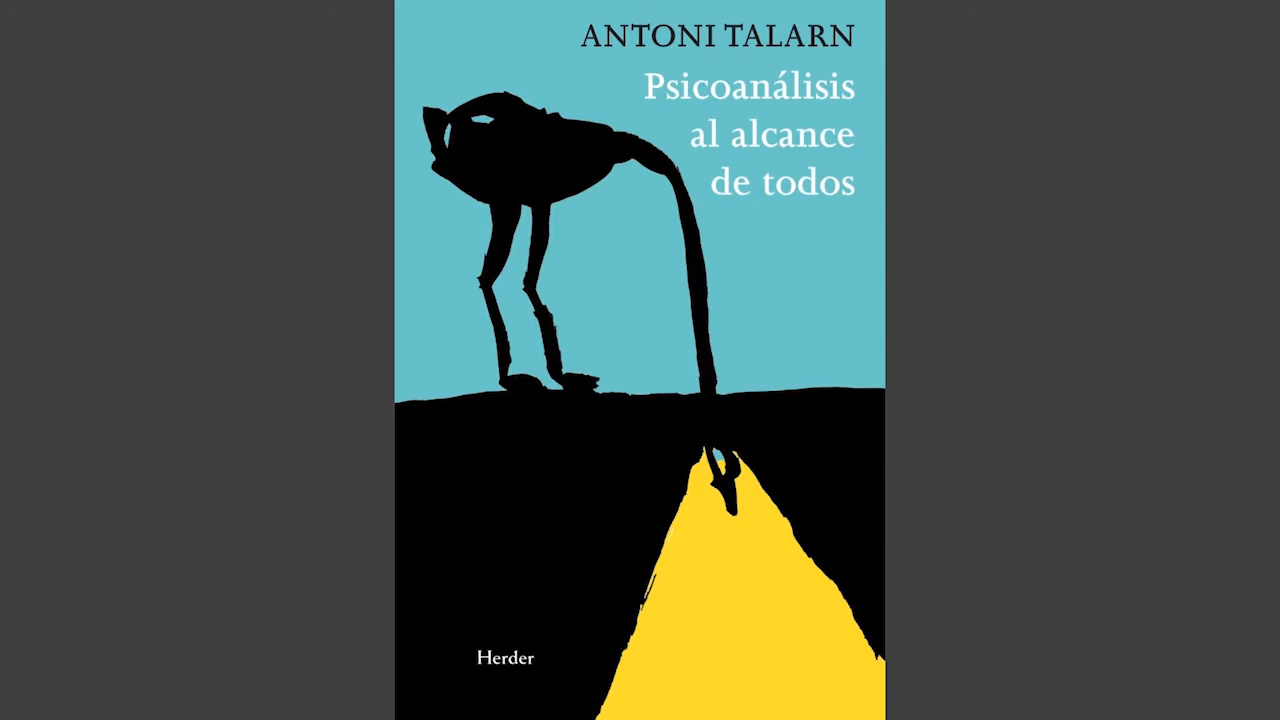 ANTONI TALARN
Psicoanálisis
al alcance
de todos
Herder